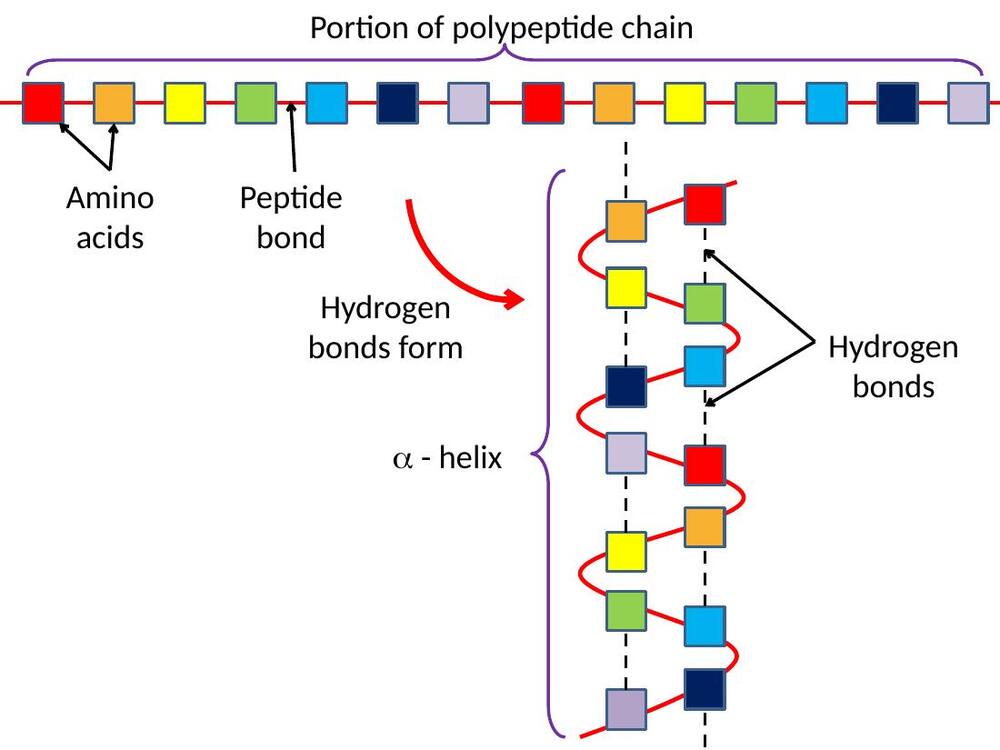 Portion of polypeptide chain
Amino
acids
Peptide
bond
Hydrogen
bonds form
Hydrogen
bonds
α - helix